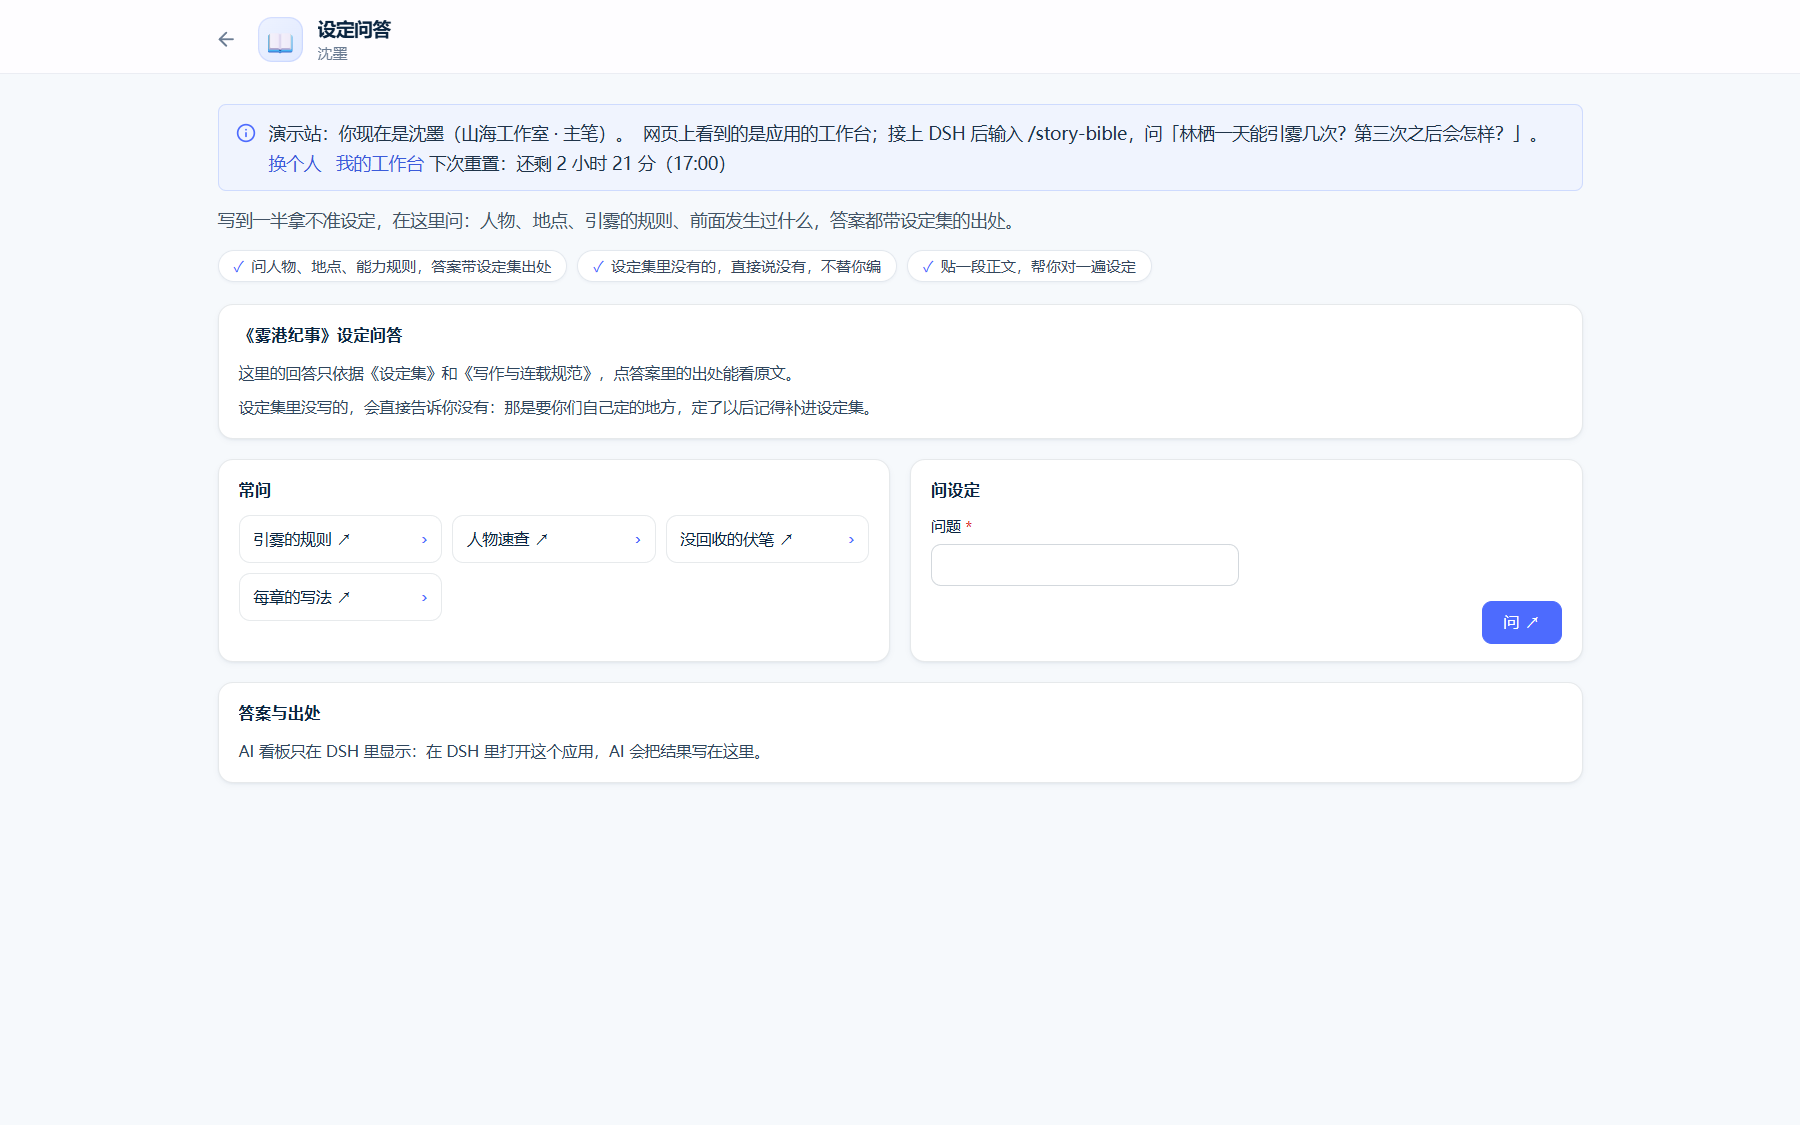 设定问答
沈墨
演示站：你现在是沈墨（山海工作室 · 主笔）。 网页上看到的是应用的工作台；接上 DSH 后输入 /story-bible，问「林栖一天能引雾几次？第三次之后会怎样？」。
换个人 我的工作台 下次重置：还剩 2 小时 21 分（17:00）
写到一半拿不准设定，在这里问：人物、地点、引雾的规则、前面发生过什么，答案都带设定集的出处。
✓ 问人物、地点、能力规则，答案带设定集出处
✓ 设定集里没有的，直接说没有，不替你编
✓ 贴一段正文，帮你对一遍设定
《雾港纪事》设定问答
这里的回答只依据《设定集》和《写作与连载规范》，点答案里的出处能看原文。
设定集里没写的，会直接告诉你没有：那是要你们自己定的地方，定了以后记得补进设定集。
常问
引雾的规则 ↗ ›
人物速查 ↗ ›
没回收的伏笔 ↗ ›
每章的写法 ↗ ›
问设定
问题 *
问 ↗
答案与出处
AI 看板只在 DSH 里显示：在 DSH 里打开这个应用，AI 会把结果写在这里。